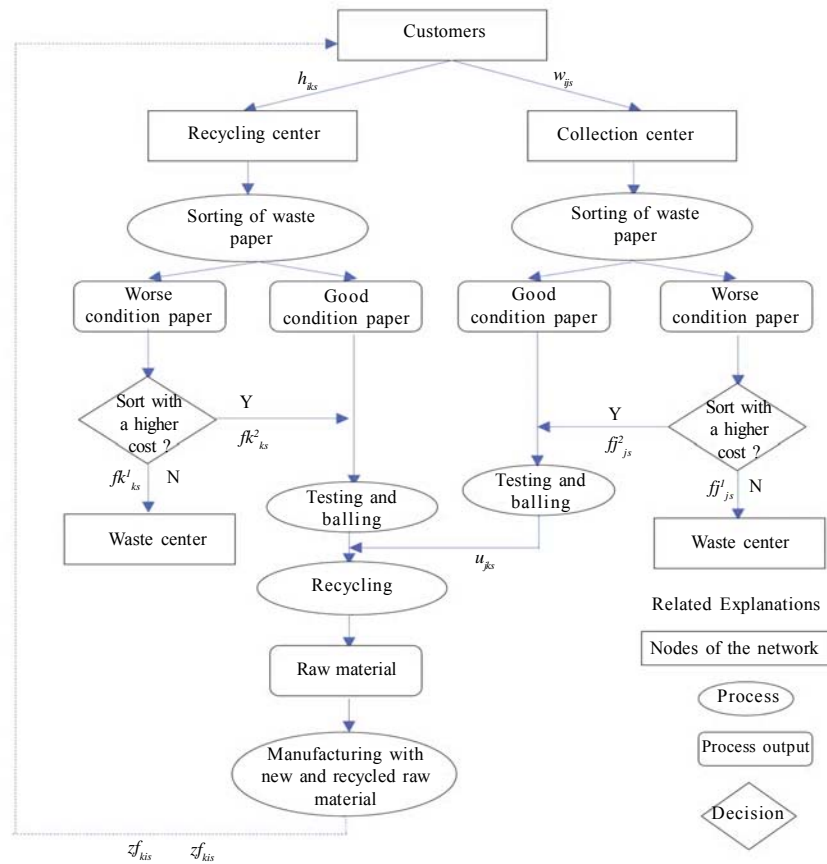 Customers
h_iks
w_ijs
Recycling center
Collection center
Sorting of waste
paper
Sorting of waste
paper
Worse
condition paper
Good
condition paper
Good
condition paper
Worse
condition paper
Sort with
a higher
cost ?
Y
fk²_ks
Y
fj²_js
Sort with
a higher
cost ?
fk¹_ks N
fj¹_js N
Testing and
balling
Testing and
balling
Waste center
Waste center
u_jks
Recycling
Related Explanations
Nodes of the network
Raw material
Process
Process output
Manufacturing with
new and recycled raw
material
Decision
zf_kis zf_kis